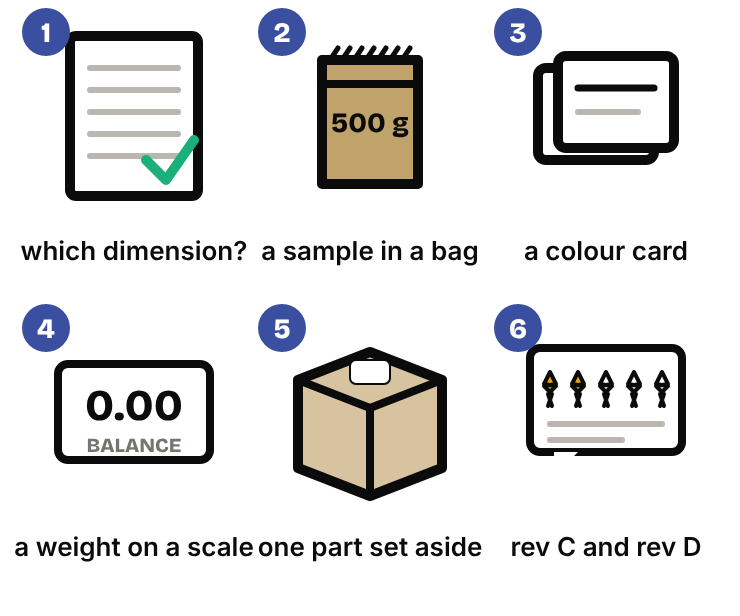 1
2
500 g
3
which dimension?
a sample in a bag
a colour card
4
0.00
BALANCE
5
6
a weight on a scale
one part set aside
rev C and rev D